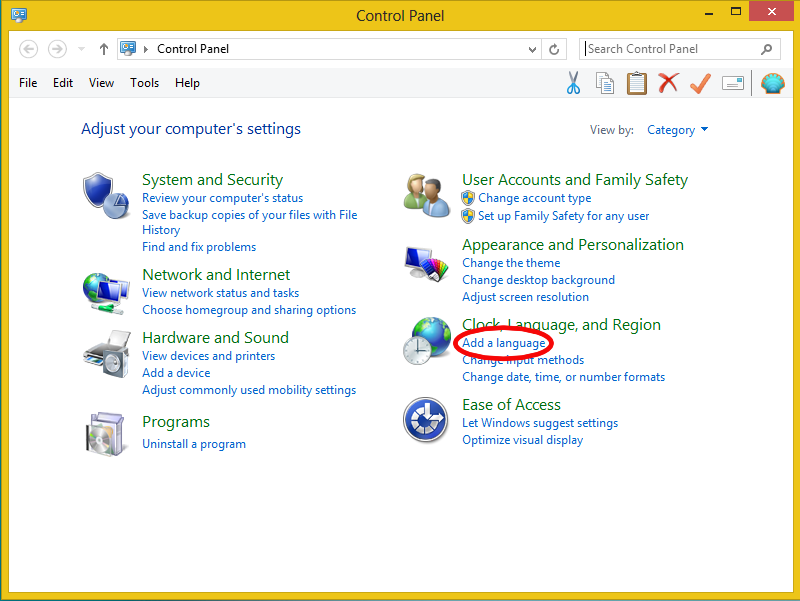 Control Panel
Control Panel
Search Control Panel
File Edit View Tools Help
Adjust your computer's settings
View by: Category
System and Security
Review your computer's status
Save backup copies of your files with File
History
Find and fix problems
Network and Internet
View network status and tasks
Choose homegroup and sharing options
Hardware and Sound
View devices and printers
Add a device
Adjust commonly used mobility settings
Programs
Uninstall a program
User Accounts and Family Safety
Change account type
Set up Family Safety for any user
Appearance and Personalization
Change the theme
Change desktop background
Adjust screen resolution
Clock, Language, and Region
Add a language
Change input methods
Change date, time, or number formats
Ease of Access
Let Windows suggest settings
Optimize visual display